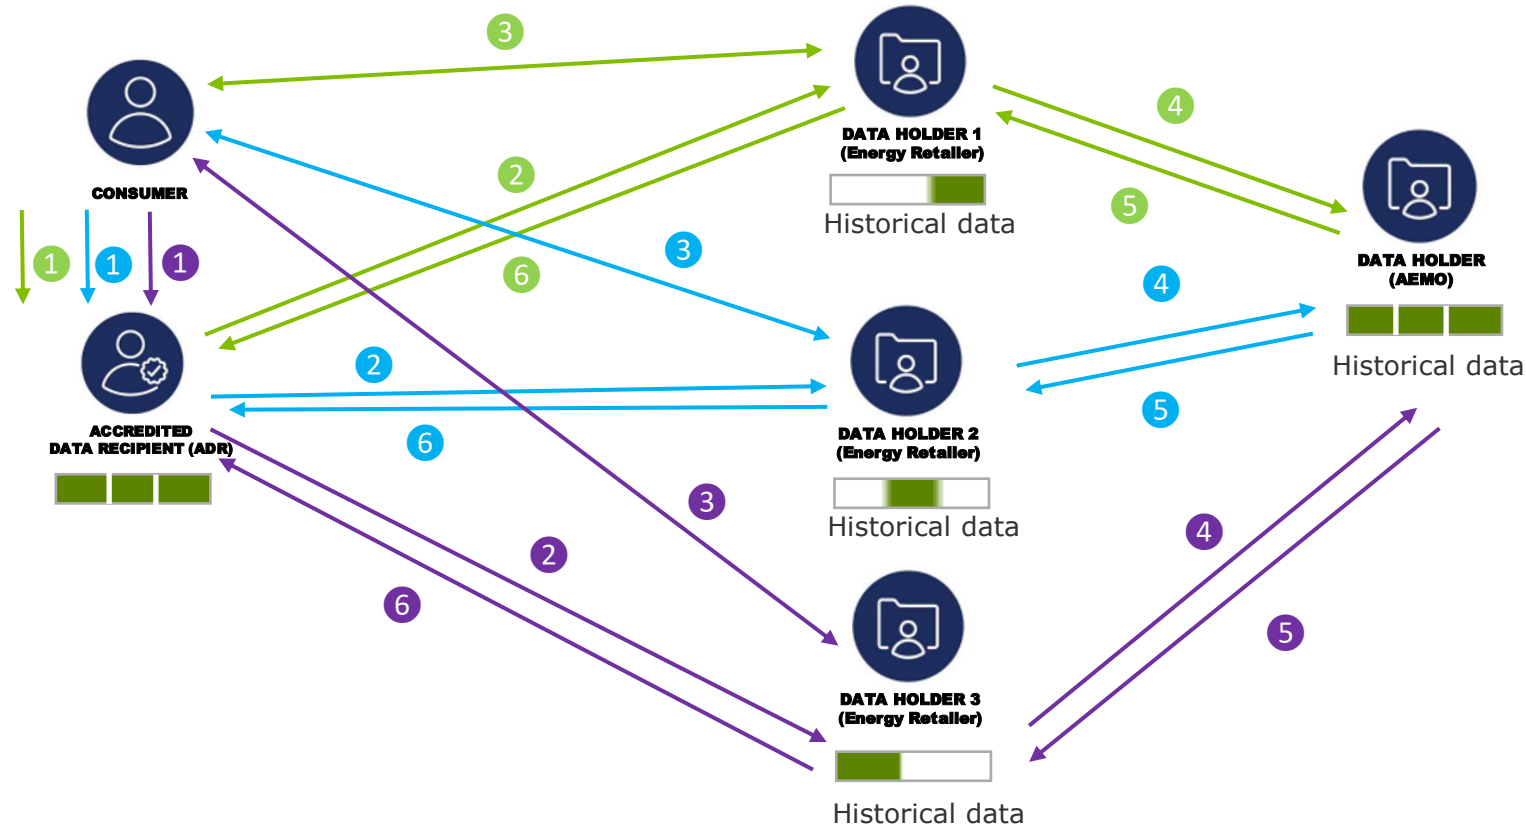 3
DATA HOLDER 1
(Energy Retailer)
Historical data
4
5
CONSUMER
2
3
6
1
1
1
DATA HOLDER
(AEMO)
Historical data
4
5
2
6
ACCREDITED
DATA RECIPIENT (ADR)
DATA HOLDER 2
(Energy Retailer)
Historical data
3
2
6
4
5
DATA HOLDER 3
(Energy Retailer)
Historical data